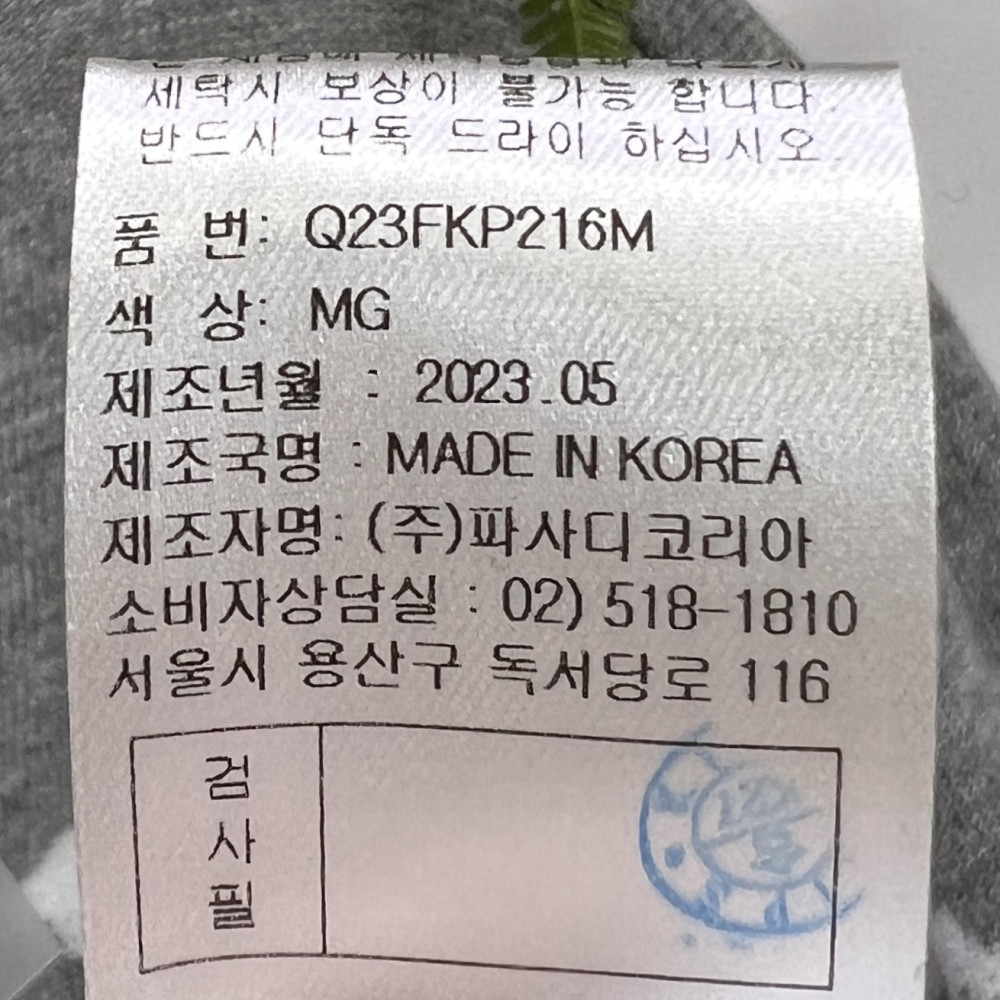 세탁시 보상이 불가능 합니다.
반드시 단독 드라이 하십시오.
품 번: Q23FKP216M
색 상: MG
제조년월 : 2023.05
제조국명 : MADE IN KOREA
제조자명: (주)파사디코리아
소비자상담실 : 02) 518-1810
서울시 용산구 독서당로 116
검
사
필